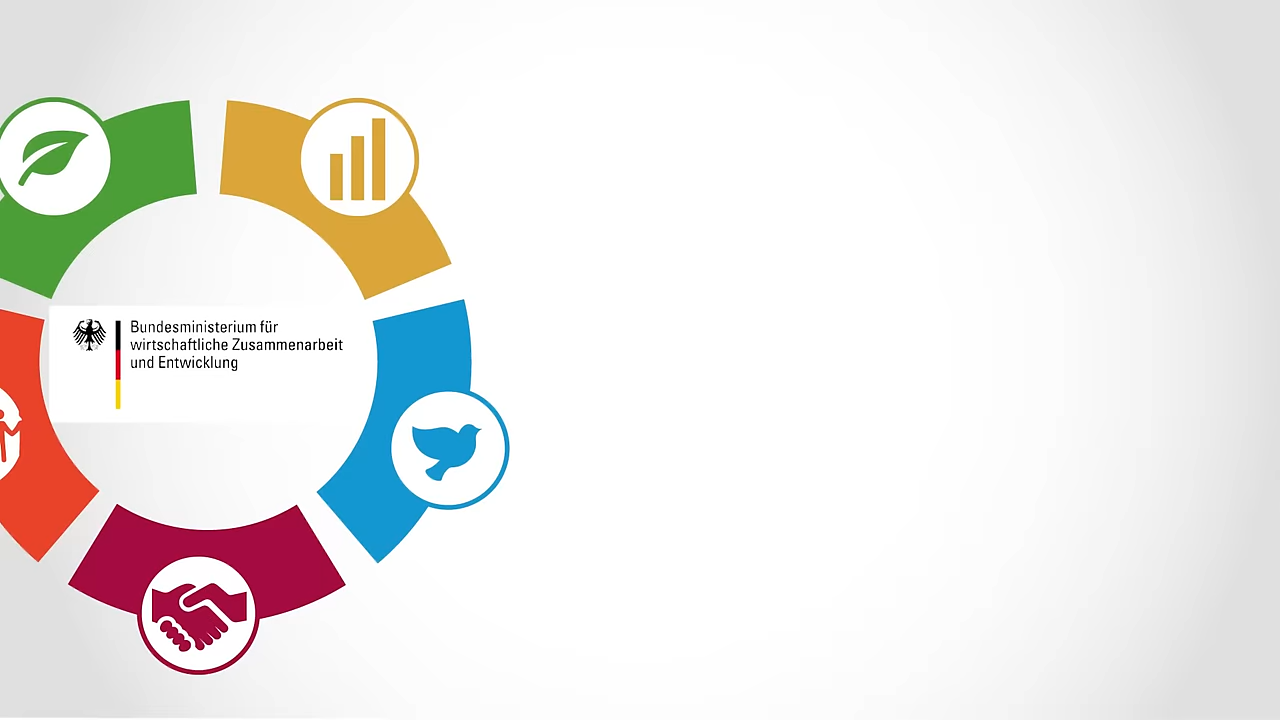 Bundesministerium für
wirtschaftliche Zusammenarbeit
und Entwicklung